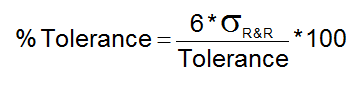 % Tolerance = 6*σR&R / Tolerance *100